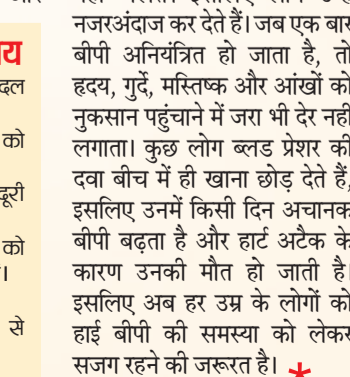 नजरअंदाज कर देते हैं। जब एक बार
बीपी अनियंत्रित हो जाता है, तो
हृदय, गुर्दे, मस्तिष्क और आंखों को
नुकसान पहुंचाने में जरा भी देर नहीं
लगाता। कुछ लोग ब्लड प्रेशर की
दवा बीच में ही खाना छोड़ देते हैं,
इसलिए उनमें किसी दिन अचानक
बीपी बढ़ता है और हार्ट अटैक के
कारण उनकी मौत हो जाती है।
इसलिए अब हर उम्र के लोगों को
हाई बीपी की समस्या को लेकर
सजग रहने की जरूरत है।
को
को
से